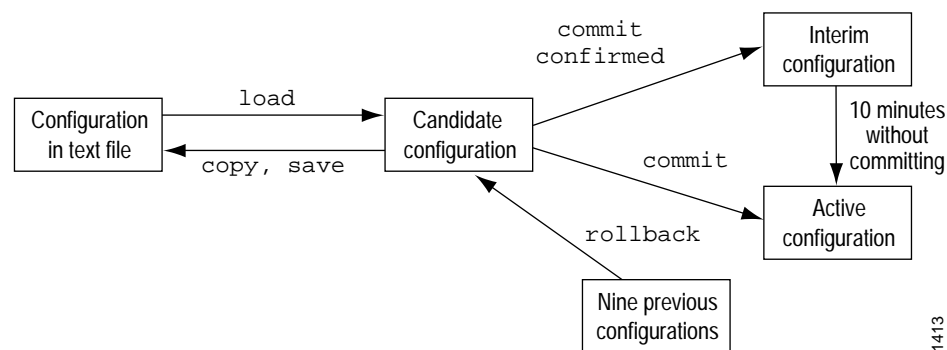 commit
confirmed
Interim
configuration
load
Configuration
in text file
Candidate
configuration
10 minutes
without
committing
copy, save
commit
Active
configuration
rollback
Nine previous
configurations
1413